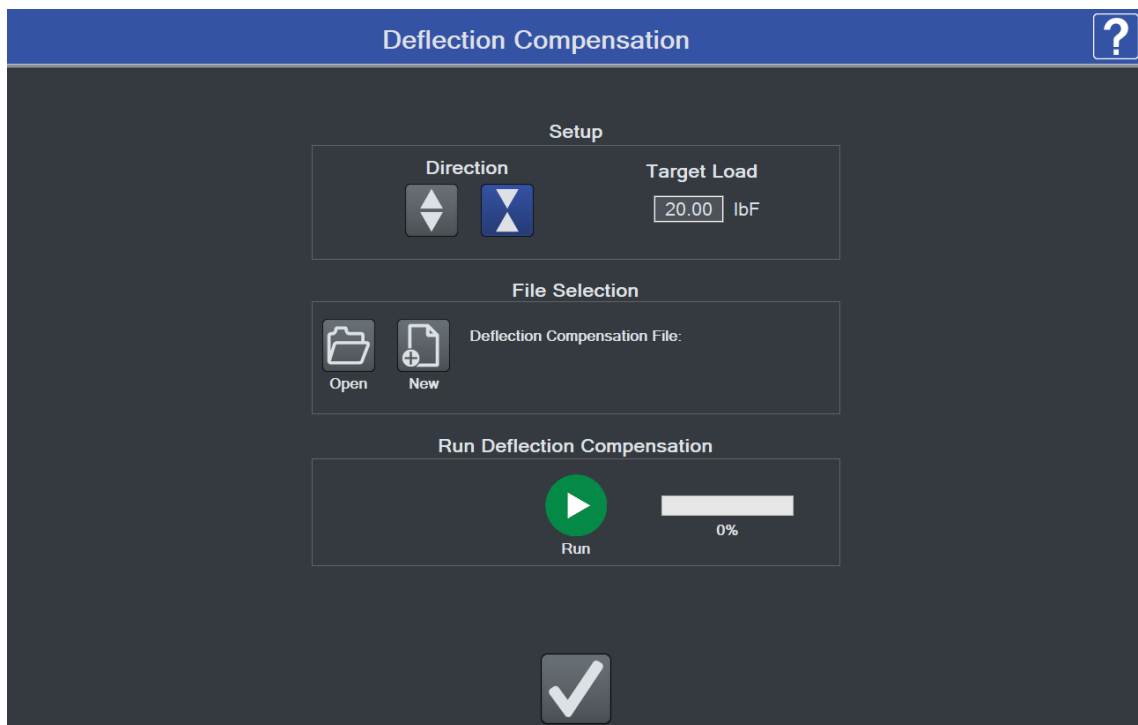 Deflection Compensation
?
Setup
Direction
Target Load
20.00 lbF
File Selection
Deflection Compensation File:
Open
New
Run Deflection Compensation
0%
Run